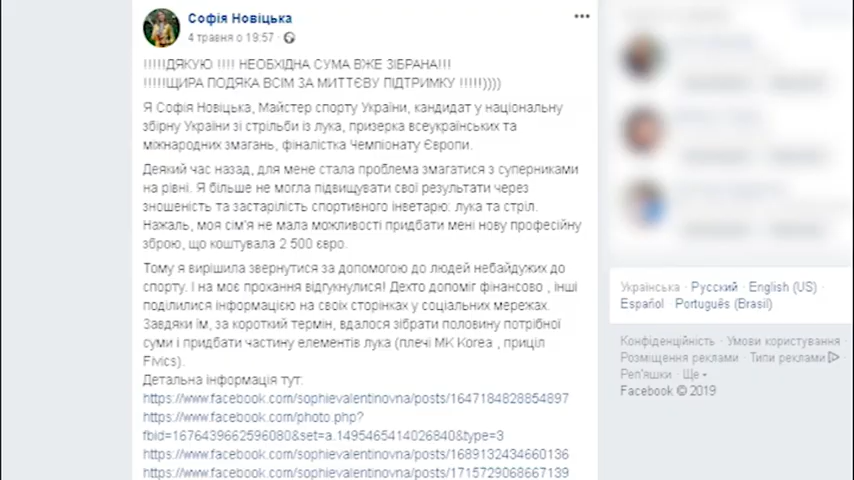 Софія Новіцька
4 травня о 19:57 ·
!!!!!ДЯКУЮ !!!! НЕОБХІДНА СУМА ВЖЕ ЗІБРАНА!!!
!!!!!ЩИРА ПОДЯКА ВСІМ ЗА МИТТЄВУ ПІДТРИМКУ !!!!!))))
Я Софія Новіцька, Майстер спорту України, кандидат у національну
збірну України зі стрільби із лука, призерка всеукраїнських та
міжнародних змагань, фіналістка Чемпіонату Європи.
Деякий час назад, для мене стала проблема змагатися з суперниками
на рівні. Я більше не могла підвищувати свої результати через
зношеність та застарілість спортивного інветарю: лука та стріл.
Нажаль, моя сім'я не мала можливості придбати мені нову професійну
зброю, що коштувала 2 500 євро.
Тому я вирішила звернутися за допомогою до людей небайдужих до
спорту. І на моє прохання відгукнулися! Дехто допоміг фінансово , інші
поділилися інформацією на своїх сторінках у соціальних мережах.
Завдяки їм, за короткий термін, вдалося зібрати половину потрібної
суми і придбати частину елементів лука (плечі MK Korea , приціл
Fivics).
Детальна інформація тут:
https://www.facebook.com/sophievalentinovna/posts/1647184828854897
https://www.facebook.com/photo.php?
fbid=1676439662596080&set=a.1495465414026840&type=3
https://www.facebook.com/sophievalentinovna/posts/1689132434660136
https://www.facebook.com/sophievalentinovna/posts/1715729068667139
Українська · Русский · English (US) ·
Español · Português (Brasil)
Конфіденційність · Умови користування ·
Розміщення реклами · Типи реклами ·
Реп'яшки · Ще
Facebook © 2019